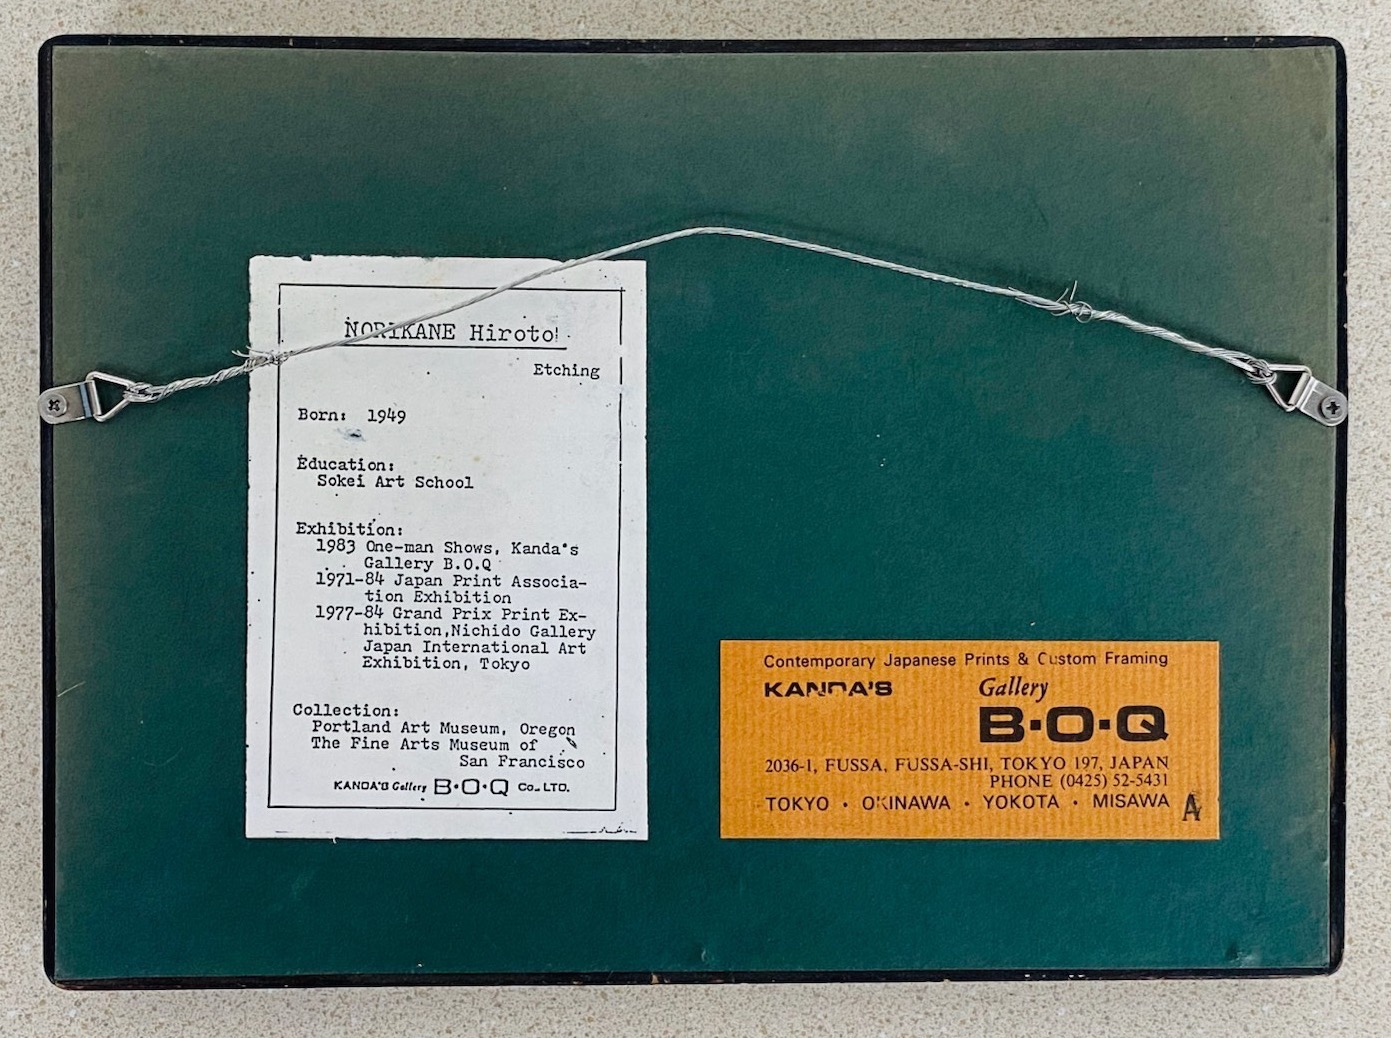 NORIKANE Hiroto
Etching
Born: 1949
Education:
Sokei Art School
Exhibition:
1983 One-man Shows, Kanda's
Gallery B.O.Q
1971-84 Japan Print Associa-
tion Exhibition
1977-84 Grand Prix Print Ex-
hibition,Nichido Gallery
Japan International Art
Exhibition, Tokyo
Collection:
Portland Art Museum, Oregon
The Fine Arts Museum of
San Francisco
KANDA'S Gallery B·O·Q Co., LTD.
Contemporary Japanese Prints & Custom Framing
KANDA'S Gallery
B·O·Q
2036-1, FUSSA, FUSSA-SHI, TOKYO 197, JAPAN
PHONE (0425) 52-5431
TOKYO · OKINAWA · YOKOTA · MISAWA A